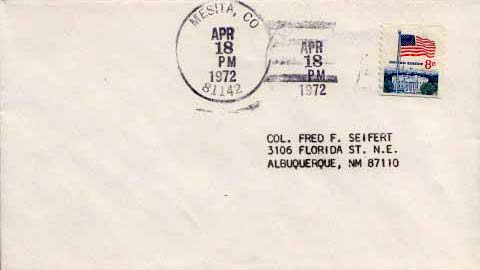 MESITA, CO
APR
18
PM
1972
81142
APR
18
PM
1972
8c
COL. FRED F. SEIFERT
3106 FLORIDA ST. N.E.
ALBUQUERQUE, NM 87110